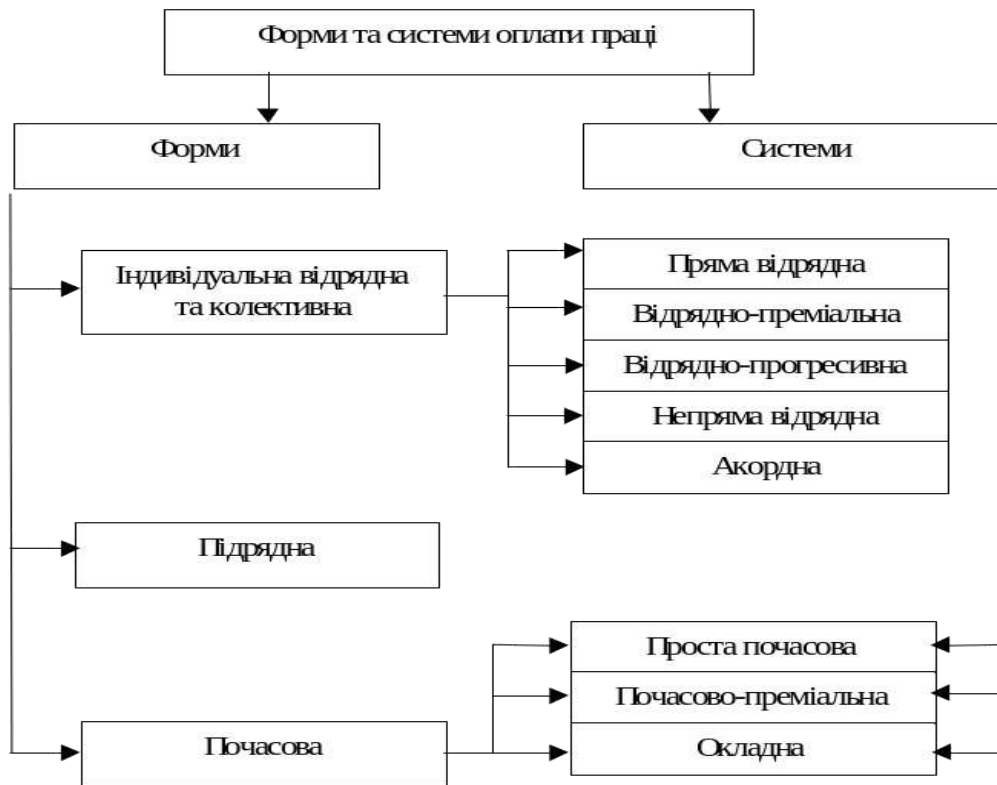 Форми та системи оплати праці
Форми
Системи
Індивідуальна відрядна
та колективна
Пряма відрядна
Відрядно-преміальна
Відрядно-прогресивна
Непряма відрядна
Акордна
Підрядна
Проста почасова
Почасово-преміальна
Почасова
Окладна